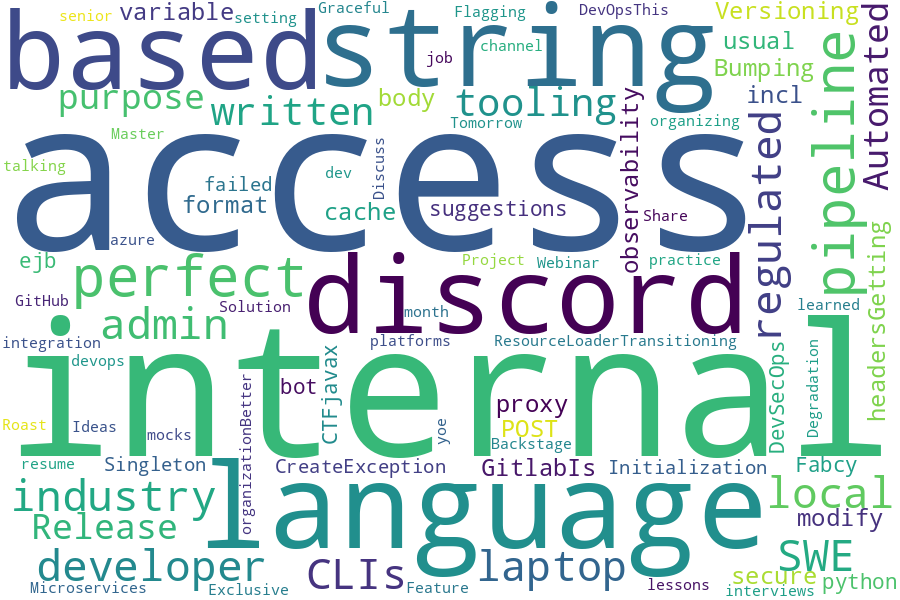 senior
variable
setting
Graceful
Flagging
DevOpsThis
Versioning
Automated
based
string
job
channel
usual
pipeline
Bumping
purpose
written
body
tooling
incl
Master
Tomorrow
organizing
observability
regulated
access
talking
failed
format
Discuss
dev
cache
suggestions
Share
azure
ejb
perfect
discord
Project
Webinar
practice
headersGetting
GitHub
admin
Solution
month
learned
integration
devops
platforms
ResourceLoaderTransitioning
internal
organizationBetter
bot
CTFjavax
yoe
proxy
POST
Backstage
DevSecOps
Degradation
Roast
Ideas
mocks
resume
Singleton
CreateException
GitlabIs
Initialization
Fabcy
industry
language
local
Release
modify
developer
CLIs
laptop
SWE
secure
python
Microservices
Exclusive
Feature
lessons
interviews